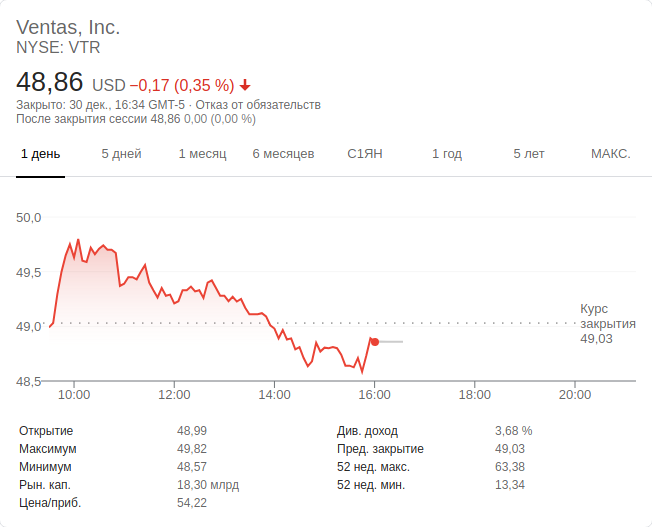 Ventas, Inc.
NYSE: VTR
48,86 USD −0,17 (0,35 %)
Закрыто: 30 дек., 16:34 GMT-5 · Отказ от обязательств
После закрытия сессии 48,86 0,00 (0,00 %)
1 день 5 дней 1 месяц 6 месяцев С1ЯН 1 год 5 лет МАКС.
50,0
49,5
Курс
закрытия
49,03
49,0
48,5
10:00 12:00 14:00 16:00 18:00 20:00
Открытие 48,99 Див. доход 3,68 %
Максимум 49,82 Пред. закрытие 49,03
Минимум 48,57 52 нед. макс. 63,38
Рын. кап. 18,30 млрд 52 нед. мин. 13,34
Цена/приб. 54,22